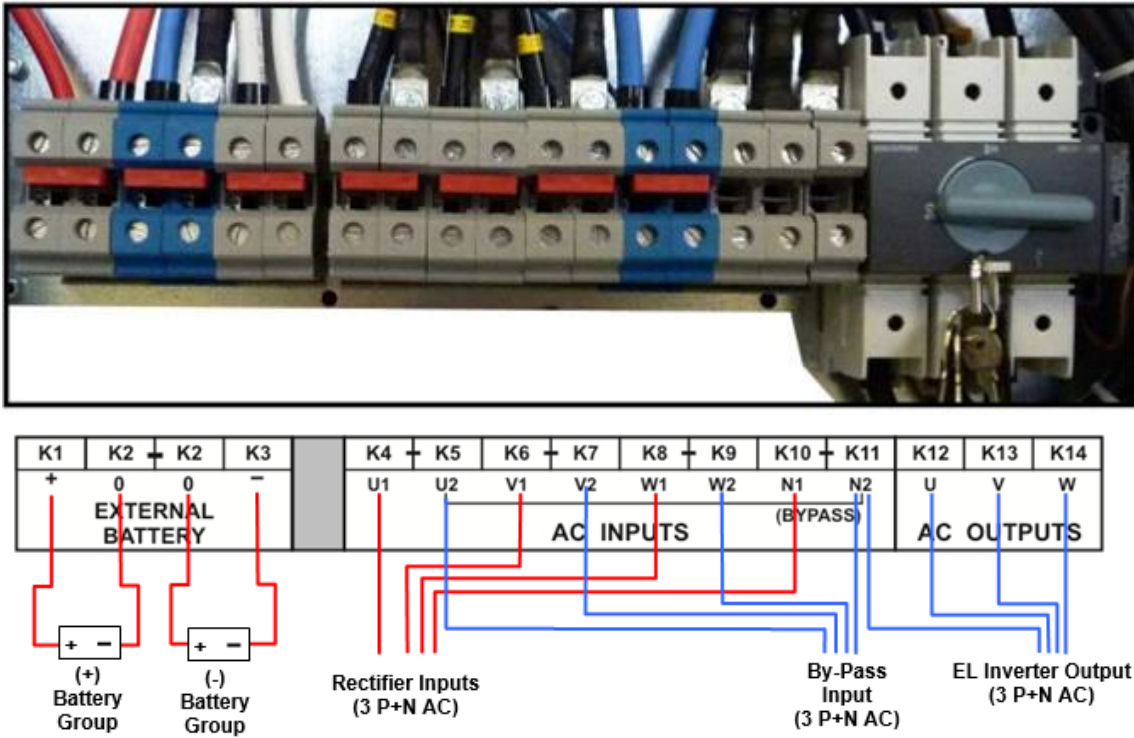 K1 K2 - K2 K3 K4 - K5 K6 - K7 K8 - K9 K10 - K11 K12 K13 K14
+ 0 0 - U1 U2 V1 V2 W1 W2 N1 N2 U V W
EXTERNAL BATTERY
AC INPUTS
(BYPASS)
AC OUTPUTS
+ -
+ -
(+)
Battery
Group
(-)
Battery
Group
Rectifier Inputs
(3 P+N AC)
By-Pass
Input
(3 P+N AC)
EL Inverter Output
(3 P+N AC)